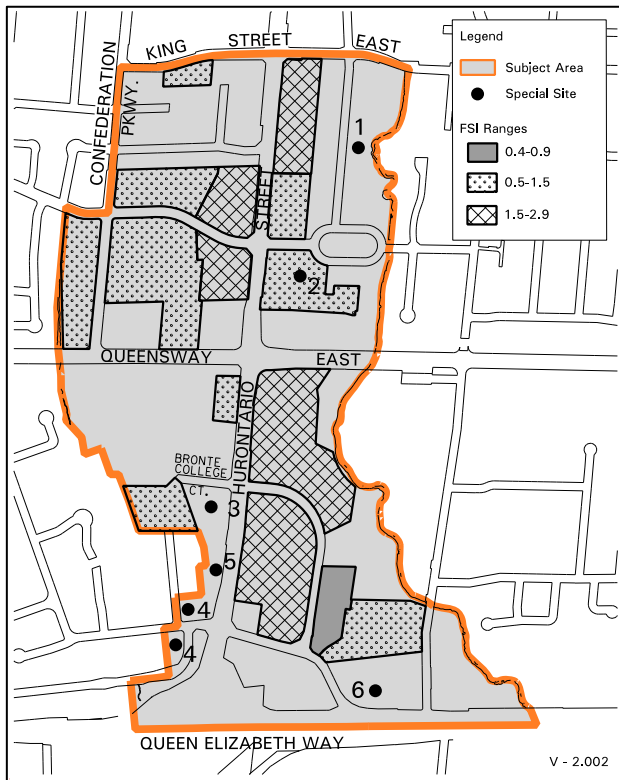 KING STREET EAST
CONFEDERATION
PKWY.
Legend
Subject Area
Special Site
FSI Ranges
0.4-0.9
0.5-1.5
1.5-2.9
1
STREET
2
QUEENSWAY EAST
HURONTARIO
BRONTE
COLLEGE
CT.
3
5
4
4
6
QUEEN ELIZABETH WAY
V - 2.002